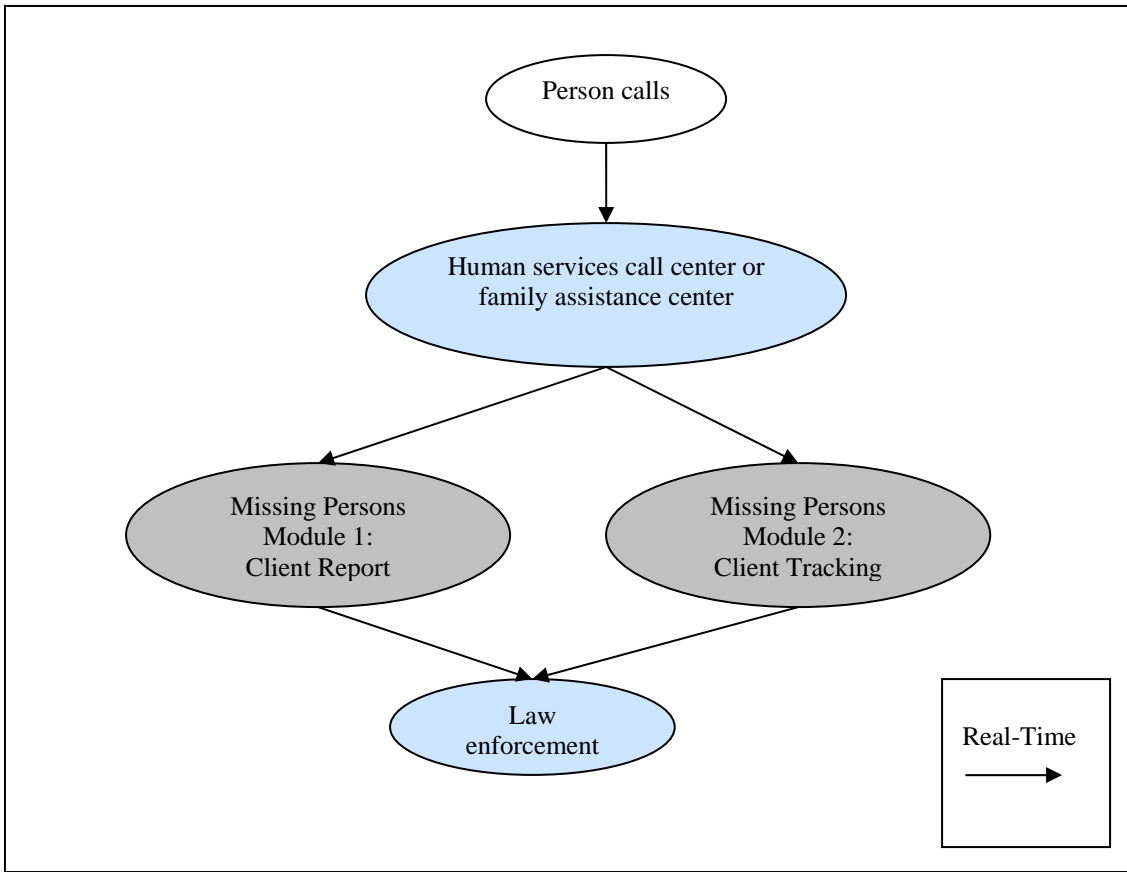 Person calls
Human services call center or
family assistance center
Missing Persons
Module 1:
Client Report
Missing Persons
Module 2:
Client Tracking
Law
enforcement
Real-Time